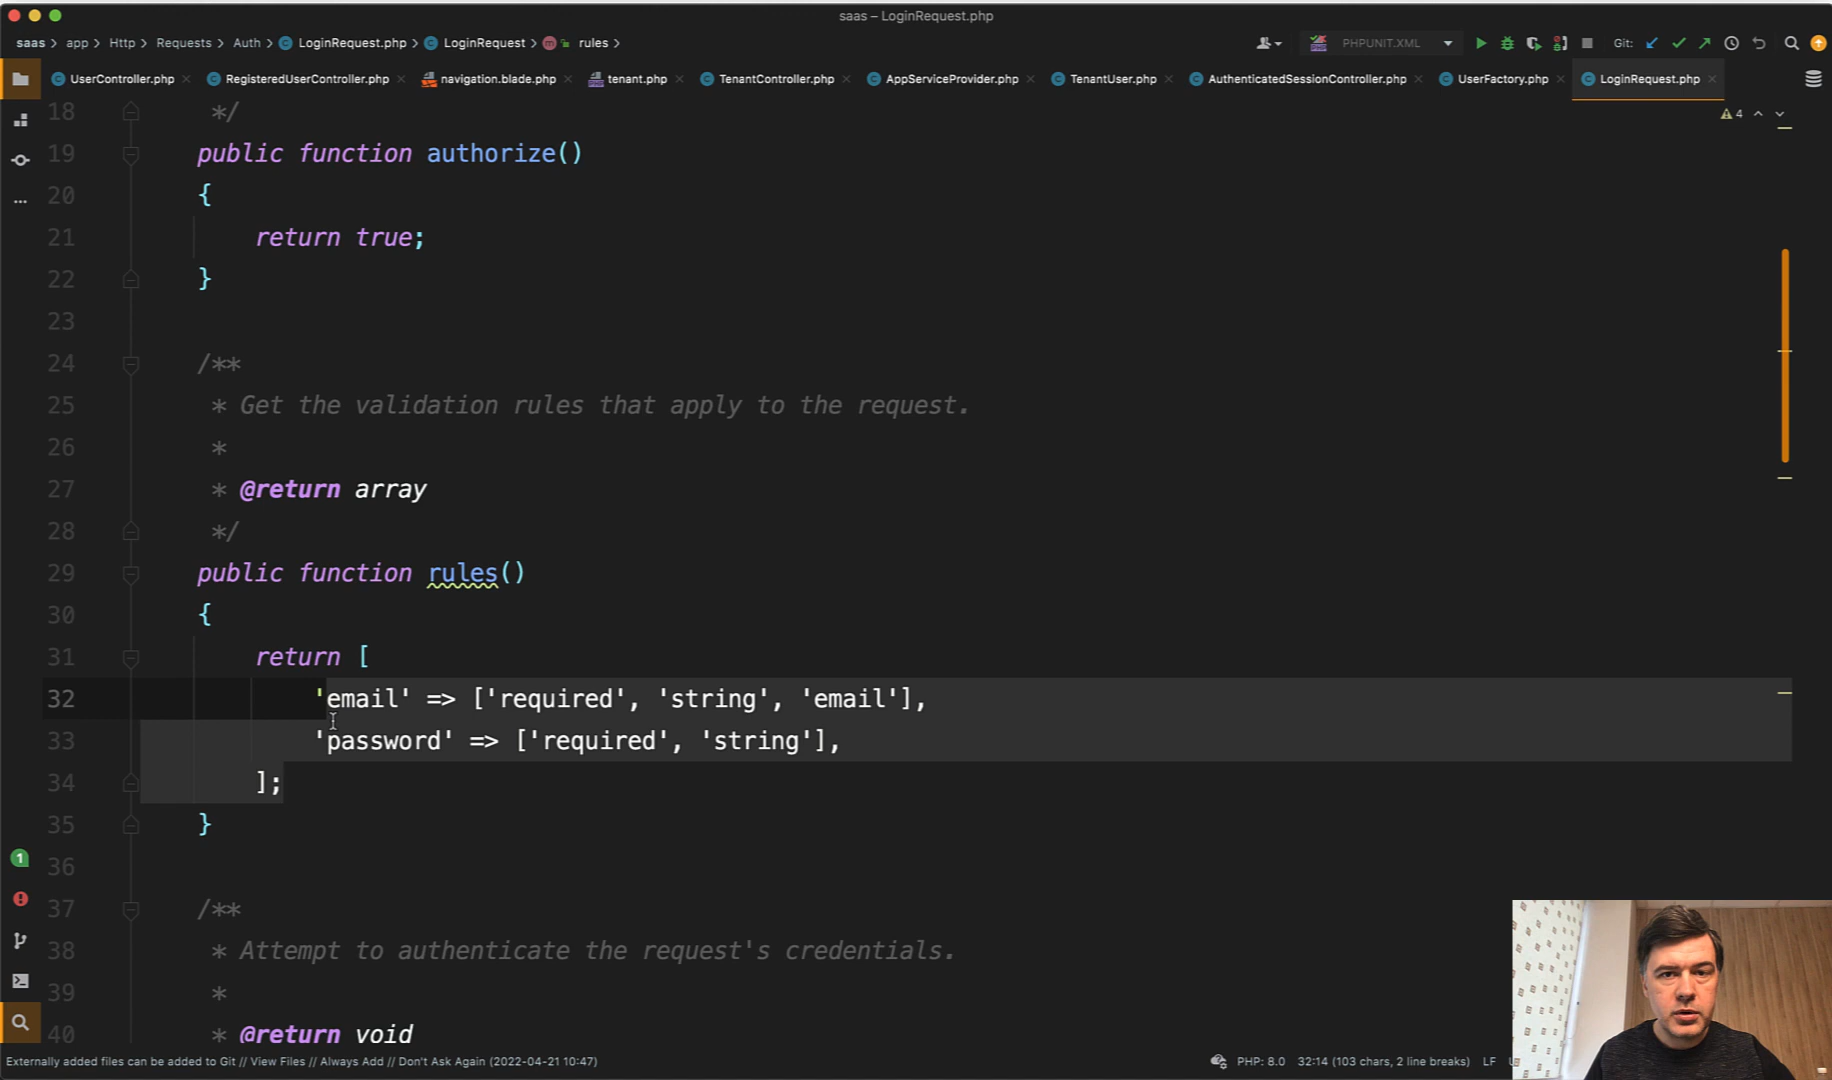 saas – LoginRequest.php
saas > app > Http > Requests > Auth > LoginRequest.php > LoginRequest > m rules >
PHPUNIT.XML
Git:
UserController.php RegisteredUserController.php navigation.blade.php tenant.php TenantController.php AppServiceProvider.php TenantUser.php AuthenticatedSessionController.php UserFactory.php LoginRequest.php
4
18 */
19 public function authorize()
20 {
21 return true;
22 }
23
24 /**
25 * Get the validation rules that apply to the request.
26 *
27 * @return array
28 */
29 public function rules()
30 {
31 return [
32 'email' => ['required', 'string', 'email'],
33 'password' => ['required', 'string'],
34 ];
35 }
36
37 /**
38 * Attempt to authenticate the request's credentials.
39 *
40 * @return void
1
Externally added files can be added to Git // View Files // Always Add // Don't Ask Again (2022-04-21 10:47)
PHP: 8.0 32:14 (103 chars, 2 line breaks) LF